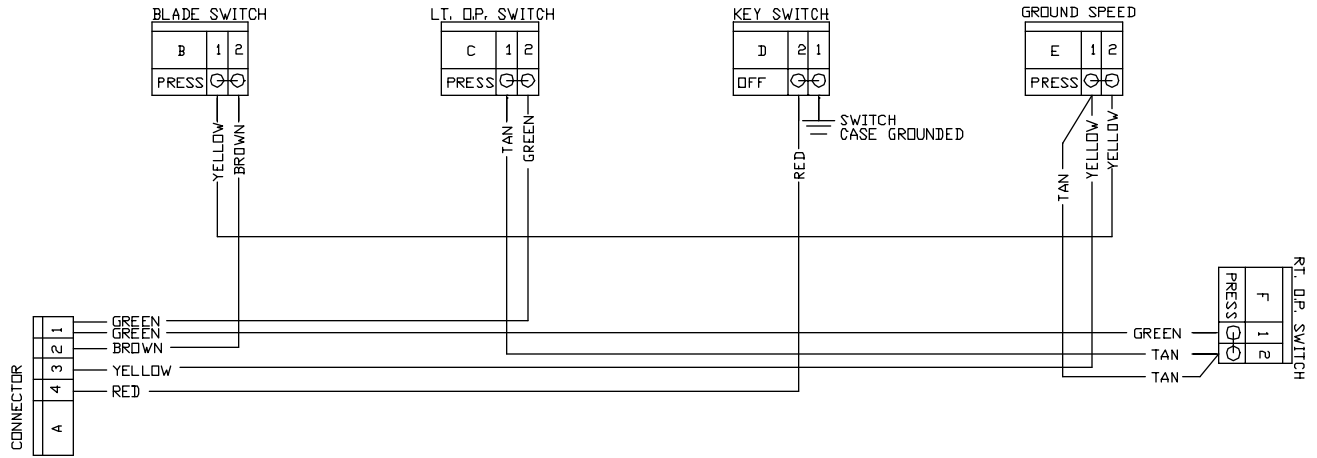 BLADE SWITCH
B 1 2
PRESS
LT. O.P. SWITCH
C 1 2
PRESS
KEY SWITCH
D 2 1
OFF
GROUND SPEED
E 1 2
PRESS
SWITCH
CASE GROUNDED
YELLOW
BROWN
TAN
GREEN
RED
TAN
YELLOW
YELLOW
RT. O.P. SWITCH
F 1 2
PRESS
CONNECTOR
1
2
3
4
A
GREEN
GREEN
BROWN
YELLOW
RED
GREEN
TAN
TAN